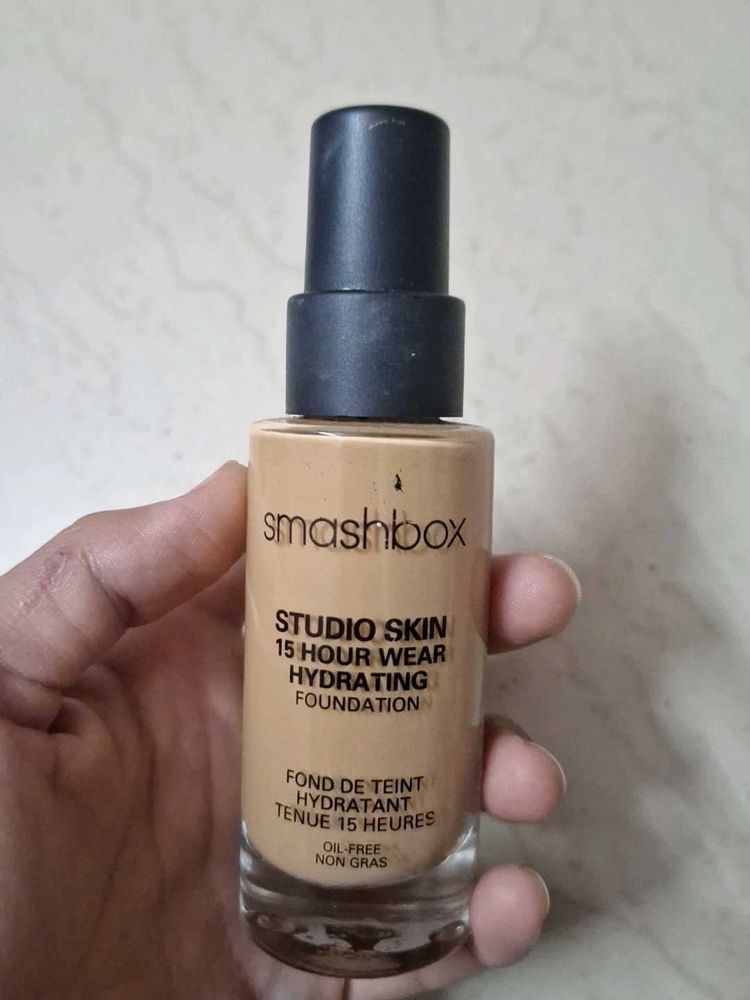 smashbox
STUDIO SKIN
15 HOUR WEAR
HYDRATING
FOUNDATION
FOND DE TEINT
HYDRATANT
TENUE 15 HEURES
OIL-FREE
NON GRAS